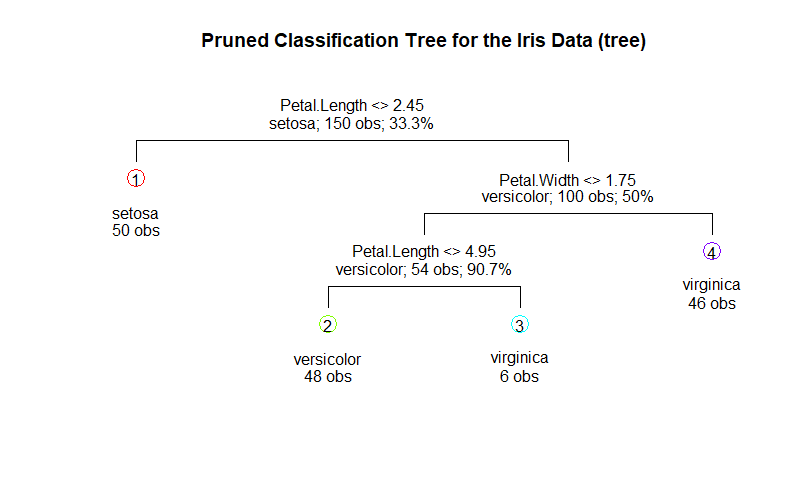 Pruned Classification Tree for the Iris Data (tree)
Petal.Length <> 2.45
setosa; 150 obs; 33.3%
1
setosa
50 obs
Petal.Width <> 1.75
versicolor; 100 obs; 50%
Petal.Length <> 4.95
versicolor; 54 obs; 90.7%
4
virginica
46 obs
2
versicolor
48 obs
3
virginica
6 obs